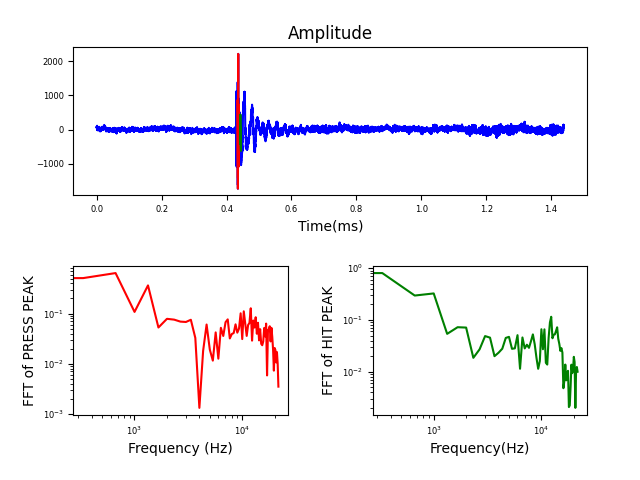 Amplitude
2000
1000
0
−1000
0.0 0.2 0.4 0.6 0.8 1.0 1.2 1.4
Time(ms)
FFT of PRESS PEAK
10⁻¹
10⁻²
10⁻³
10³ 10⁴
Frequency (Hz)
FFT of HIT PEAK
10⁰
10⁻¹
10⁻²
10³ 10⁴
Frequency(Hz)